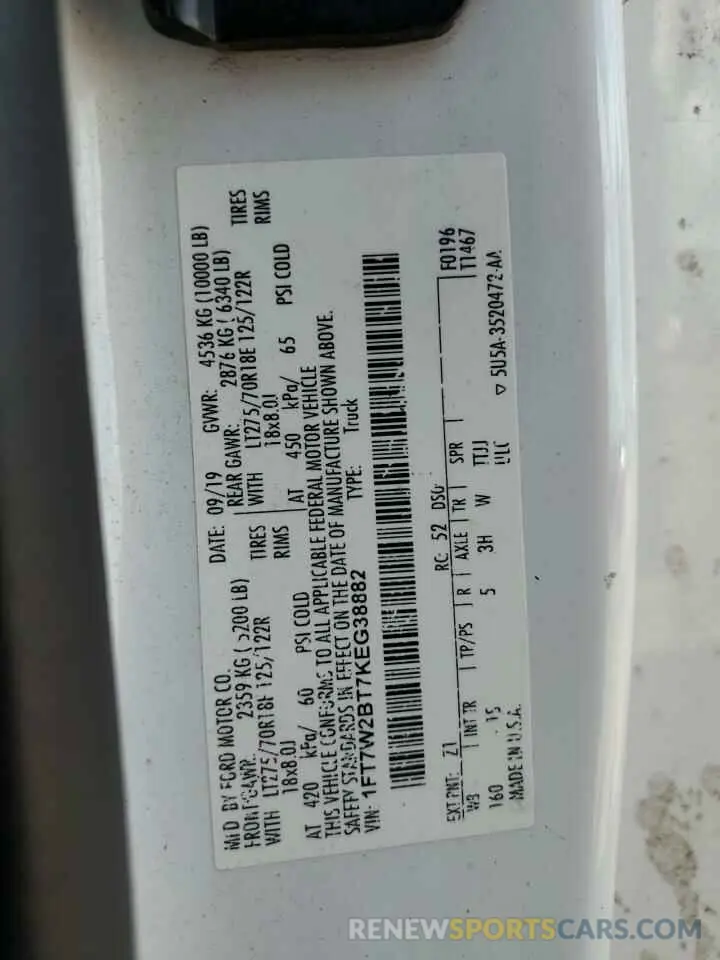 MFD BY FORD MOTOR CO. DATE: 09/19 GVWR: 4536 KG (10000 LB)
FRONT GAWR: 2359 KG (5200 LB) REAR GAWR: 2876 KG (6340 LB)
WITH LT275/70R18E 125/122R TIRES WITH LT275/70R18E 125/122R TIRES
18x8.0J RIMS 18x8.0J RIMS
AT 420 kPa/ 60 PSI COLD AT 450 kPa/ 65 PSI COLD
THIS VEHICLE CONFORMS TO ALL APPLICABLE FEDERAL MOTOR VEHICLE
SAFETY STANDARDS IN EFFECT ON THE DATE OF MANUFACTURE SHOWN ABOVE.
VIN: 1FT7W2BT7KEG38882 TYPE: Truck
EXT PNT: Z1 RC: 52 DSO: F0196
WB INT TR TP/PS R AXLE TR SPR T1467
160 5 3H W
MADE IN U.S.A. 5U5A-3520472-AA
RENEWSPORTSCARS.COM